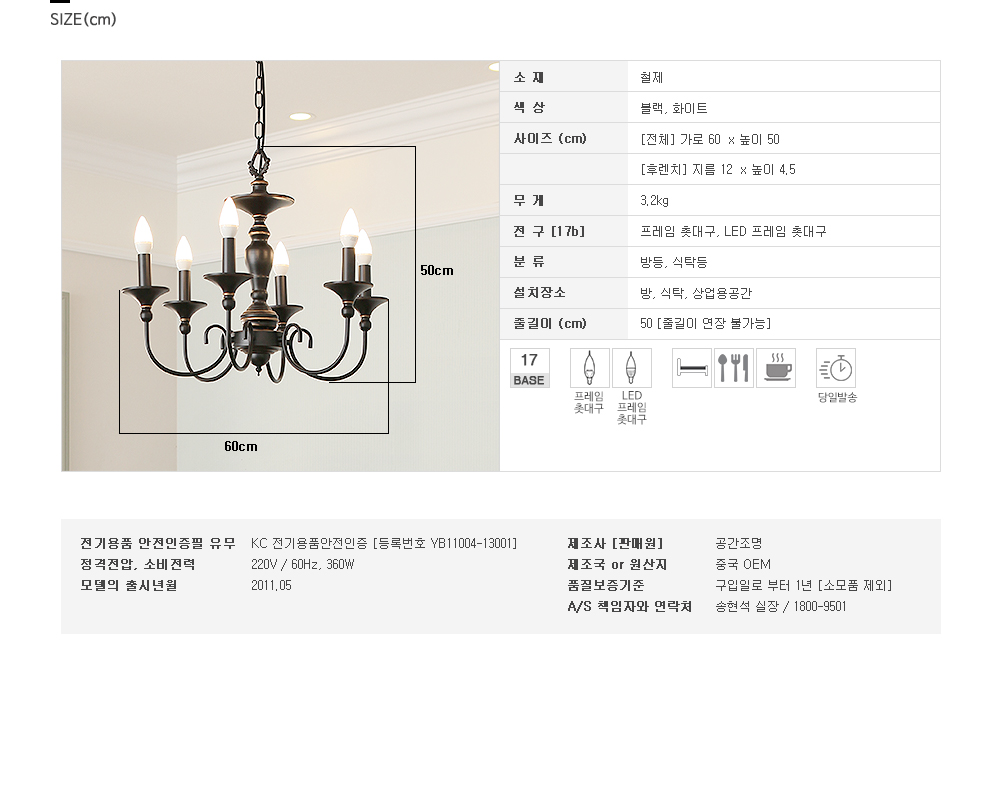 SIZE(cm)
50cm
60cm
소 재 철제
색 상 블랙, 화이트
사이즈 (cm) [전체] 가로 60 x 높이 50
[후렌치] 지름 12 x 높이 4.5
무 게 3.2kg
전 구 [17b] 프레임 촛대구, LED 프레임 촛대구
분 류 방등, 식탁등
설치장소 방, 식탁, 상업용공간
줄길이 (cm) 50 [줄길이 연장 불가능]
17
BASE
프레임
촛대구
LED
프레임
촛대구
당일발송
전기용품 안전인증필 유무 KC 전기용품안전인증 [등록번호 YB11004-13001]
정격전압, 소비전력 220V / 60Hz, 360W
모델의 출시년월 2011.05
제조사 [판매원] 공간조명
제조국 or 원산지 중국 OEM
품질보증기준 구입일로 부터 1년 [소모품 제외]
A/S 책임자와 연락처 송현석 실장 / 1800-9501